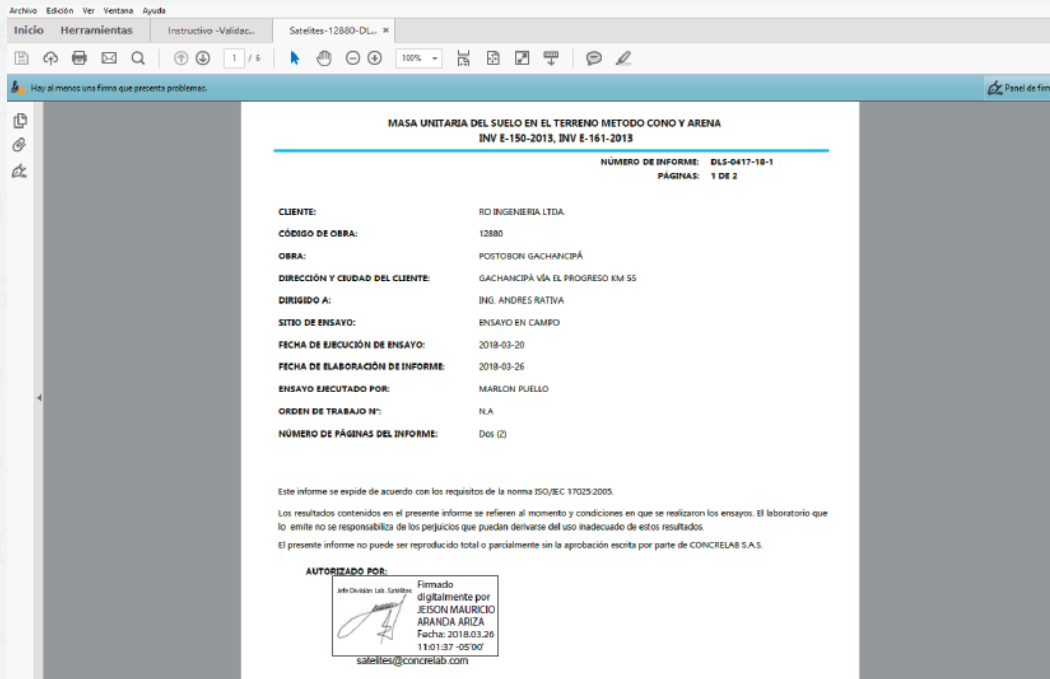 Archivo Edición Ver Ventana Ayuda
Inicio Herramientas Instructivo -Validac... Satelites-12880-DL... ×
1 / 6 100%
Hay al menos una firma que presenta problemas. Panel de firm
MASA UNITARIA DEL SUELO EN EL TERRENO METODO CONO Y ARENA
INV E-150-2013, INV E-161-2013
NÚMERO DE INFORME: DLS-0417-18-1
PÁGINAS: 1 DE 2
CLIENTE: RO INGENIERIA LTDA.
CÓDIGO DE OBRA: 12880
OBRA: POSTOBON GACHANCIPÁ
DIRECCIÓN Y CIUDAD DEL CLIENTE: GACHANCIPÁ VÍA EL PROGRESO KM 55
DIRIGIDO A: ING. ANDRES RATIVA
SITIO DE ENSAYO: ENSAYO EN CAMPO
FECHA DE EJECUCIÓN DE ENSAYO: 2018-03-20
FECHA DE ELABORACIÓN DE INFORME: 2018-03-26
ENSAYO EJECUTADO POR: MARLON PUELLO
ORDEN DE TRABAJO N°: N.A
NÚMERO DE PÁGINAS DEL INFORME: Dos (2)
Este informe se expide de acuerdo con los requisitos de la norma ISO/IEC 17025:2005.
Los resultados contenidos en el presente informe se refieren al momento y condiciones en que se realizaron los ensayos. El laboratorio que
lo emite no se responsabiliza de los perjuicios que puedan derivarse del uso inadecuado de estos resultados.
El presente informe no puede ser reproducido total o parcialmente sin la aprobación escrita por parte de CONCRELAB S.A.S.
AUTORIZADO POR:
Jefe División Lab. Satélites
Firmado
digitalmente por
JEISON MAURICIO
ARANDA ARIZA
Fecha: 2018.03.26
11:01:37 -05'00'
satelites@concrelab.com